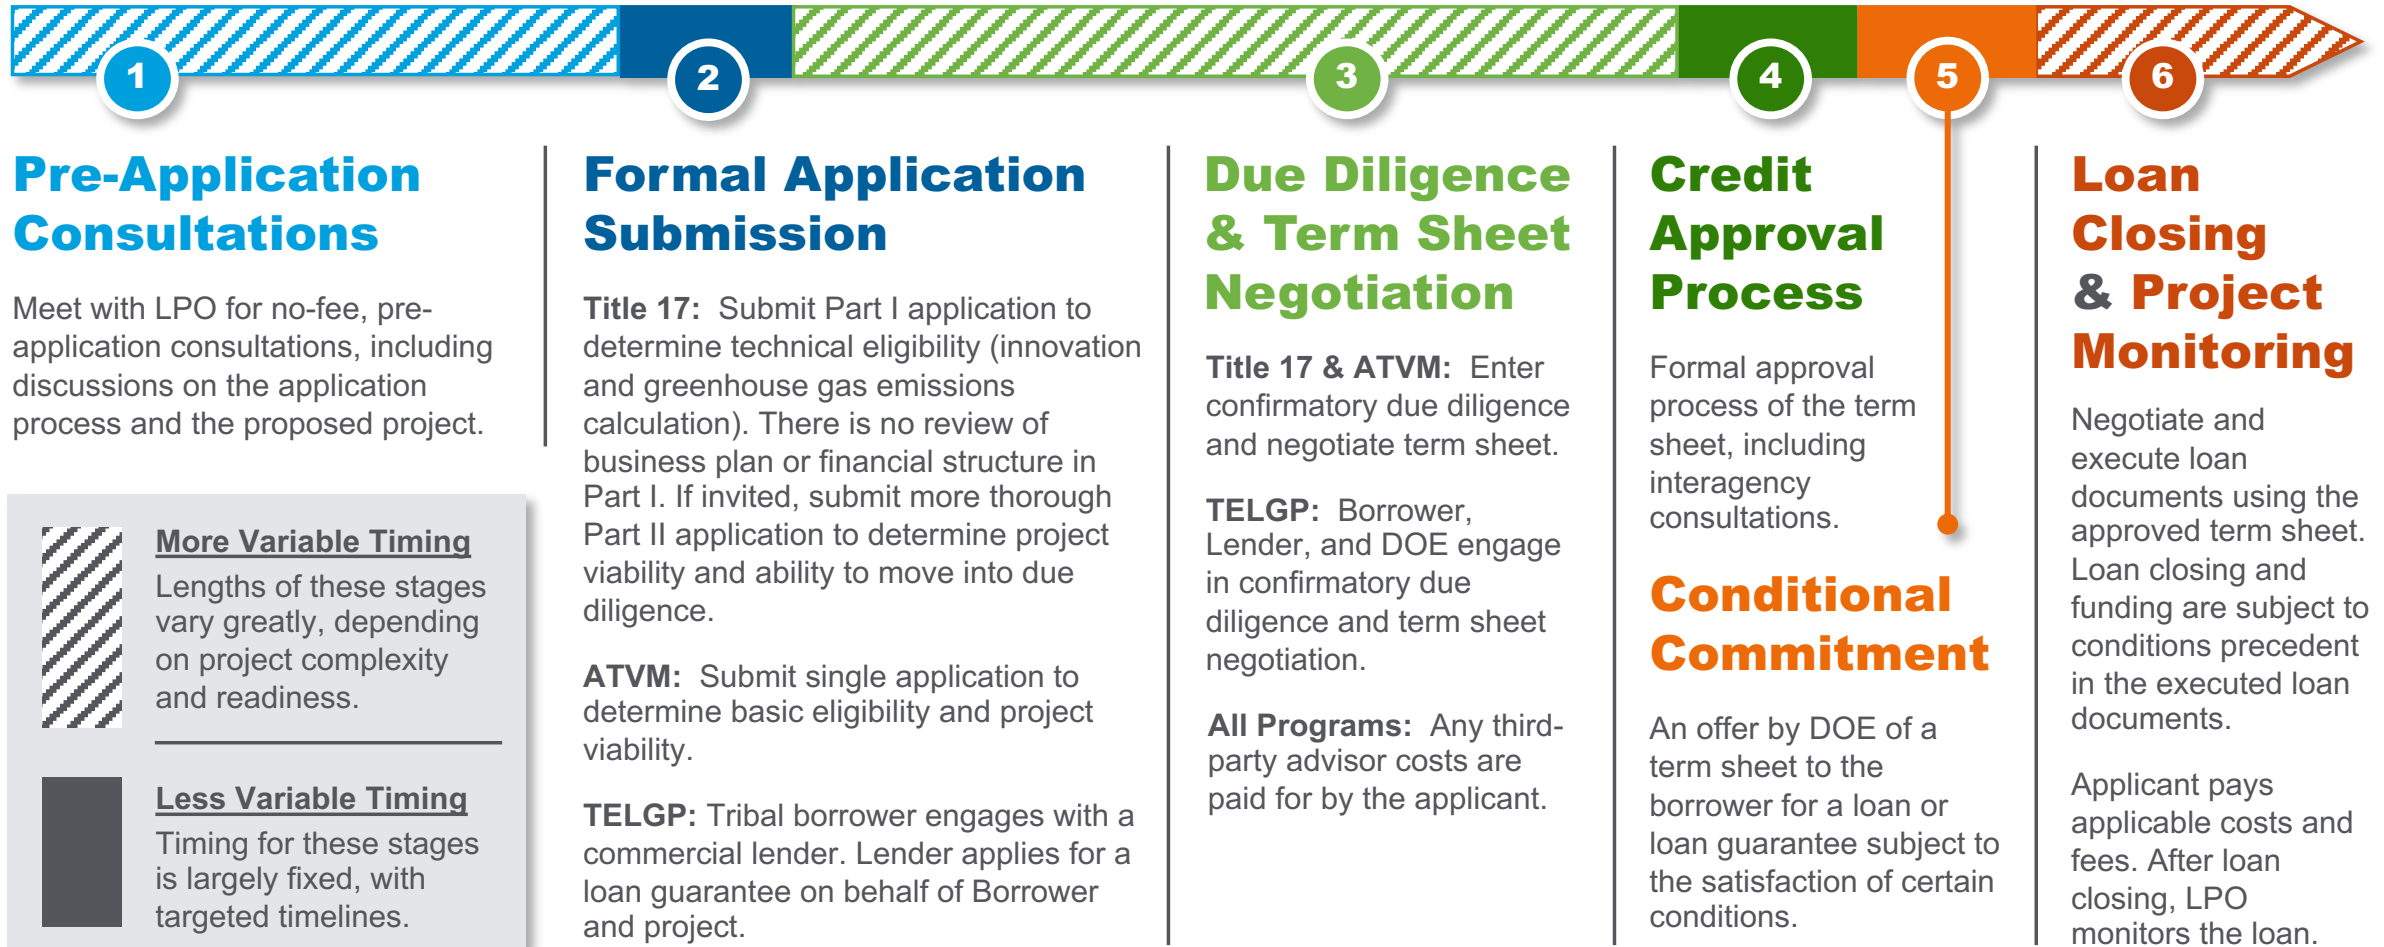 1
2
3
4
5
6
Pre-Application
Consultations
Meet with LPO for no-fee, pre-
application consultations, including
discussions on the application
process and the proposed project.
More Variable Timing
Lengths of these stages
vary greatly, depending
on project complexity
and readiness.
Less Variable Timing
Timing for these stages
is largely fixed, with
targeted timelines.
Formal Application
Submission
Title 17: Submit Part I application to
determine technical eligibility (innovation
and greenhouse gas emissions
calculation). There is no review of
business plan or financial structure in
Part I. If invited, submit more thorough
Part II application to determine project
viability and ability to move into due
diligence.
ATVM: Submit single application to
determine basic eligibility and project
viability.
TELGP: Tribal borrower engages with a
commercial lender. Lender applies for a
loan guarantee on behalf of Borrower
and project.
Due Diligence
& Term Sheet
Negotiation
Title 17 & ATVM: Enter
confirmatory due diligence
and negotiate term sheet.
TELGP: Borrower,
Lender, and DOE engage
in confirmatory due
diligence and term sheet
negotiation.
All Programs: Any third-
party advisor costs are
paid for by the applicant.
Credit
Approval
Process
Formal approval
process of the term
sheet, including
interagency
consultations.
Conditional
Commitment
An offer by DOE of a
term sheet to the
borrower for a loan or
loan guarantee subject to
the satisfaction of certain
conditions.
Loan
Closing
& Project
Monitoring
Negotiate and
execute loan
documents using the
approved term sheet.
Loan closing and
funding are subject to
conditions precedent
in the executed loan
documents.
Applicant pays
applicable costs and
fees. After loan
closing, LPO
monitors the loan.